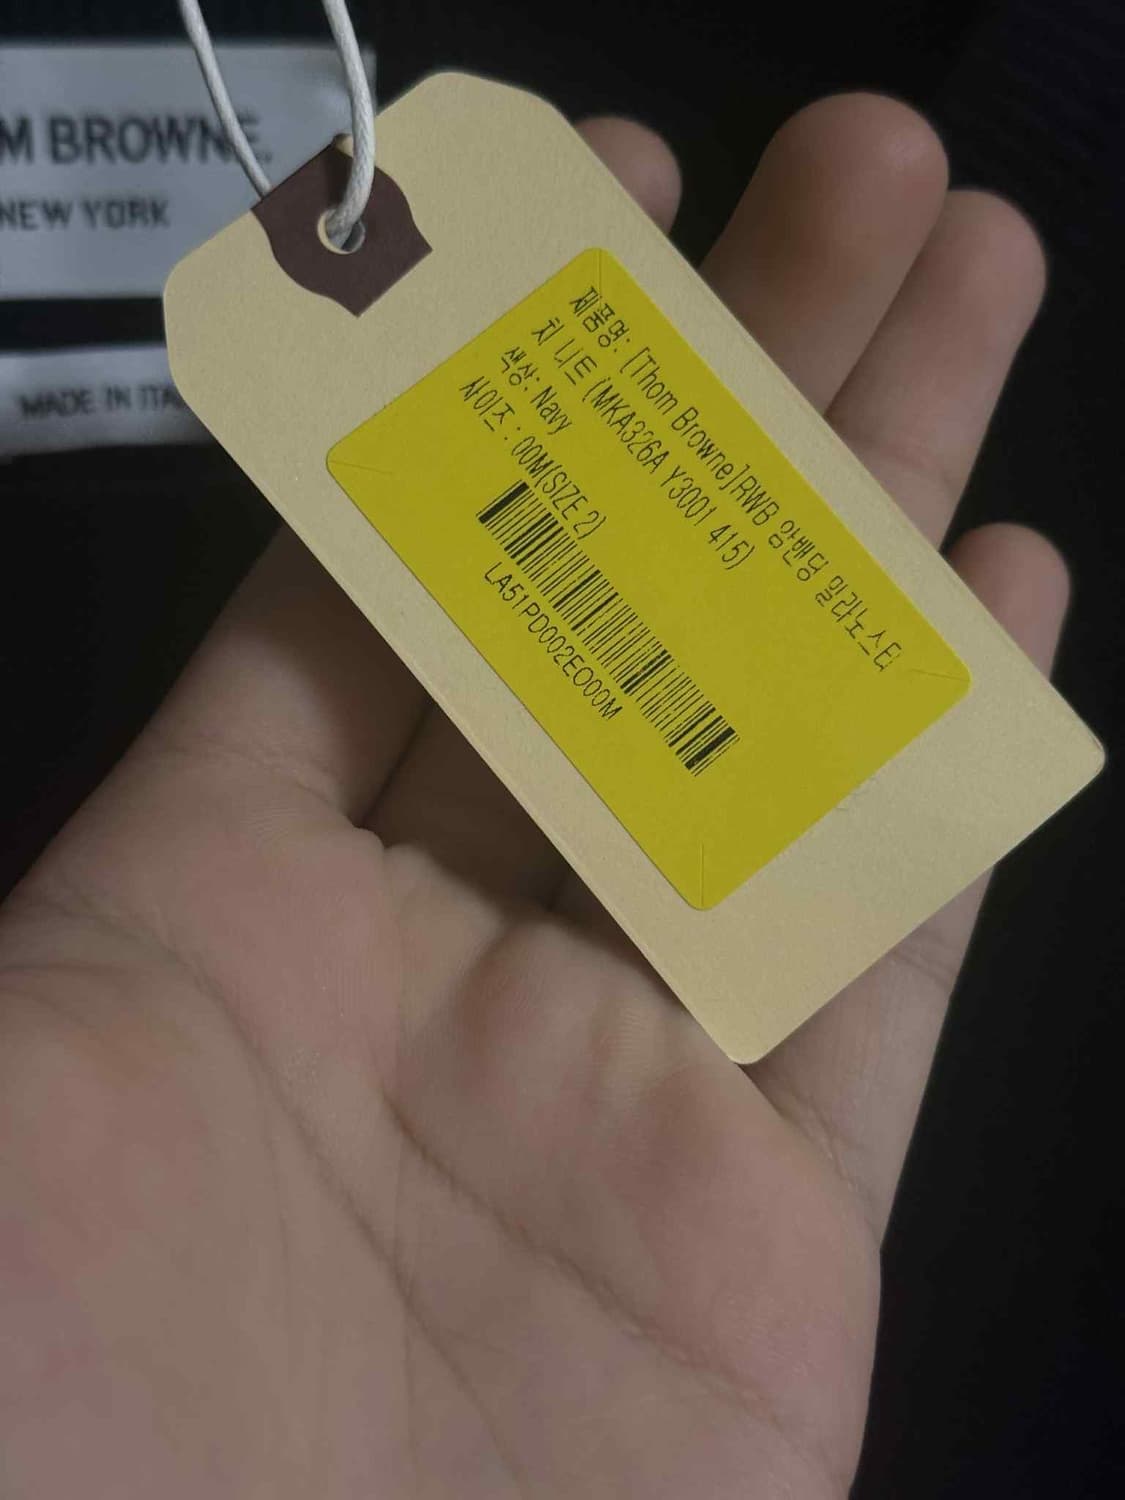 M BROWNE.
NEW YORK
MADE IN ITA
제품명: [Thom Browne]RWB 암밴딩 밀라노스티
치 니트 (MKA326A Y3001 415)
색상: Navy
사이즈 : 00M(SIZE 2)
LA51PD002EO00M